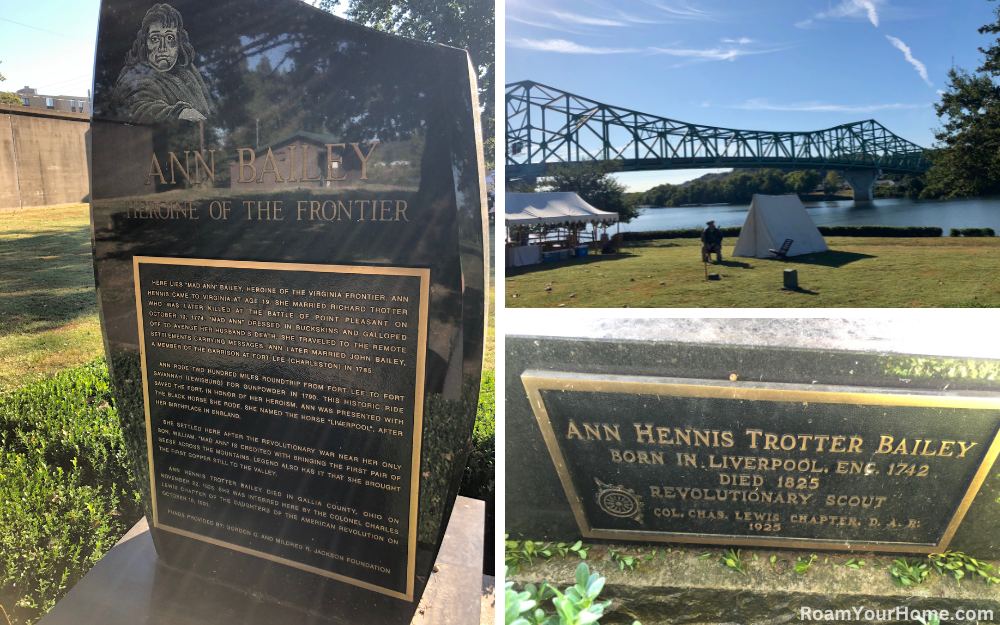 ANN BAILEY
HEROINE OF THE FRONTIER
HERE LIES "MAD ANN" BAILEY, HEROINE OF THE VIRGINIA FRONTIER. ANN
HENNIS CAME TO VIRGINIA AT AGE 19. SHE MARRIED RICHARD TROTTER
WHO WAS LATER KILLED AT THE BATTLE OF POINT PLEASANT ON
OCTOBER 10, 1774. "MAD ANN" DRESSED IN BUCKSKINS AND GALLOPED
OFF TO AVENGE HER HUSBAND'S DEATH. SHE TRAVELED TO THE REMOTE
SETTLEMENTS CARRYING MESSAGES. ANN LATER MARRIED JOHN BAILEY,
A MEMBER OF THE GARRISON AT FORT LEE (CHARLESTON) IN 1785.
ANN RODE TWO HUNDRED MILES ROUNDTRIP FROM FORT LEE TO FORT
SAVANNAH (LEWISBURG) FOR GUNPOWDER IN 1790. THIS HISTORIC RIDE
SAVED THE FORT. IN HONOR OF HER HEROISM, ANN WAS PRESENTED WITH
THE BLACK HORSE SHE RODE. SHE NAMED THE HORSE "LIVERPOOL", AFTER
HER BIRTHPLACE IN ENGLAND.
SHE SETTLED HERE AFTER THE REVOLUTIONARY WAR NEAR HER ONLY
SON, WILLIAM. "MAD ANN" IS CREDITED WITH BRINGING THE FIRST PAIR OF
GEESE ACROSS THE MOUNTAINS. LEGEND ALSO HAS IT THAT SHE BROUGHT
THE FIRST COPPER STILL TO THE VALLEY.
ANN HENNIS TROTTER BAILEY DIED IN GALLIA COUNTY, OHIO ON
NOVEMBER 22, 1825. SHE WAS INTERRED HERE BY THE COLONEL CHARLES
LEWIS CHAPTER OF THE DAUGHTERS OF THE AMERICAN REVOLUTION ON
OCTOBER 10, 1901.
FUNDS PROVIDED BY: GORDON C. AND MILDRED R. JACKSON FOUNDATION
ANN HENNIS TROTTER BAILEY
BORN IN LIVERPOOL, ENG. 1742
DIED 1825
REVOLUTIONARY SCOUT
COL. CHAS. LEWIS CHAPTER, D.A.R.
1925
RoamYourHome.com